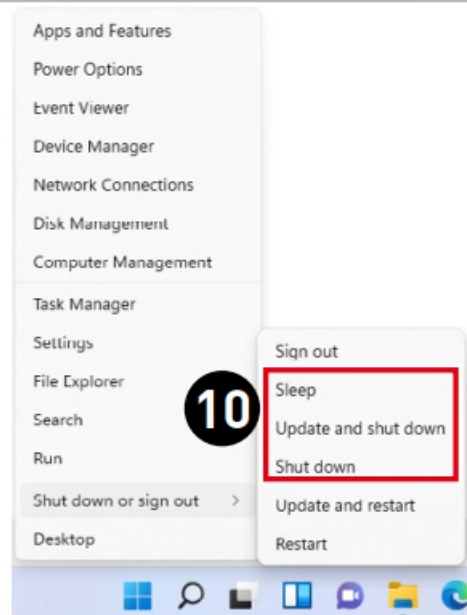 Apps and Features
Power Options
Event Viewer
Device Manager
Network Connections
Disk Management
Computer Management
Task Manager
Settings
File Explorer
Search
Run
Shut down or sign out >
Desktop
10
Sign out
Sleep
Update and shut down
Shut down
Update and restart
Restart